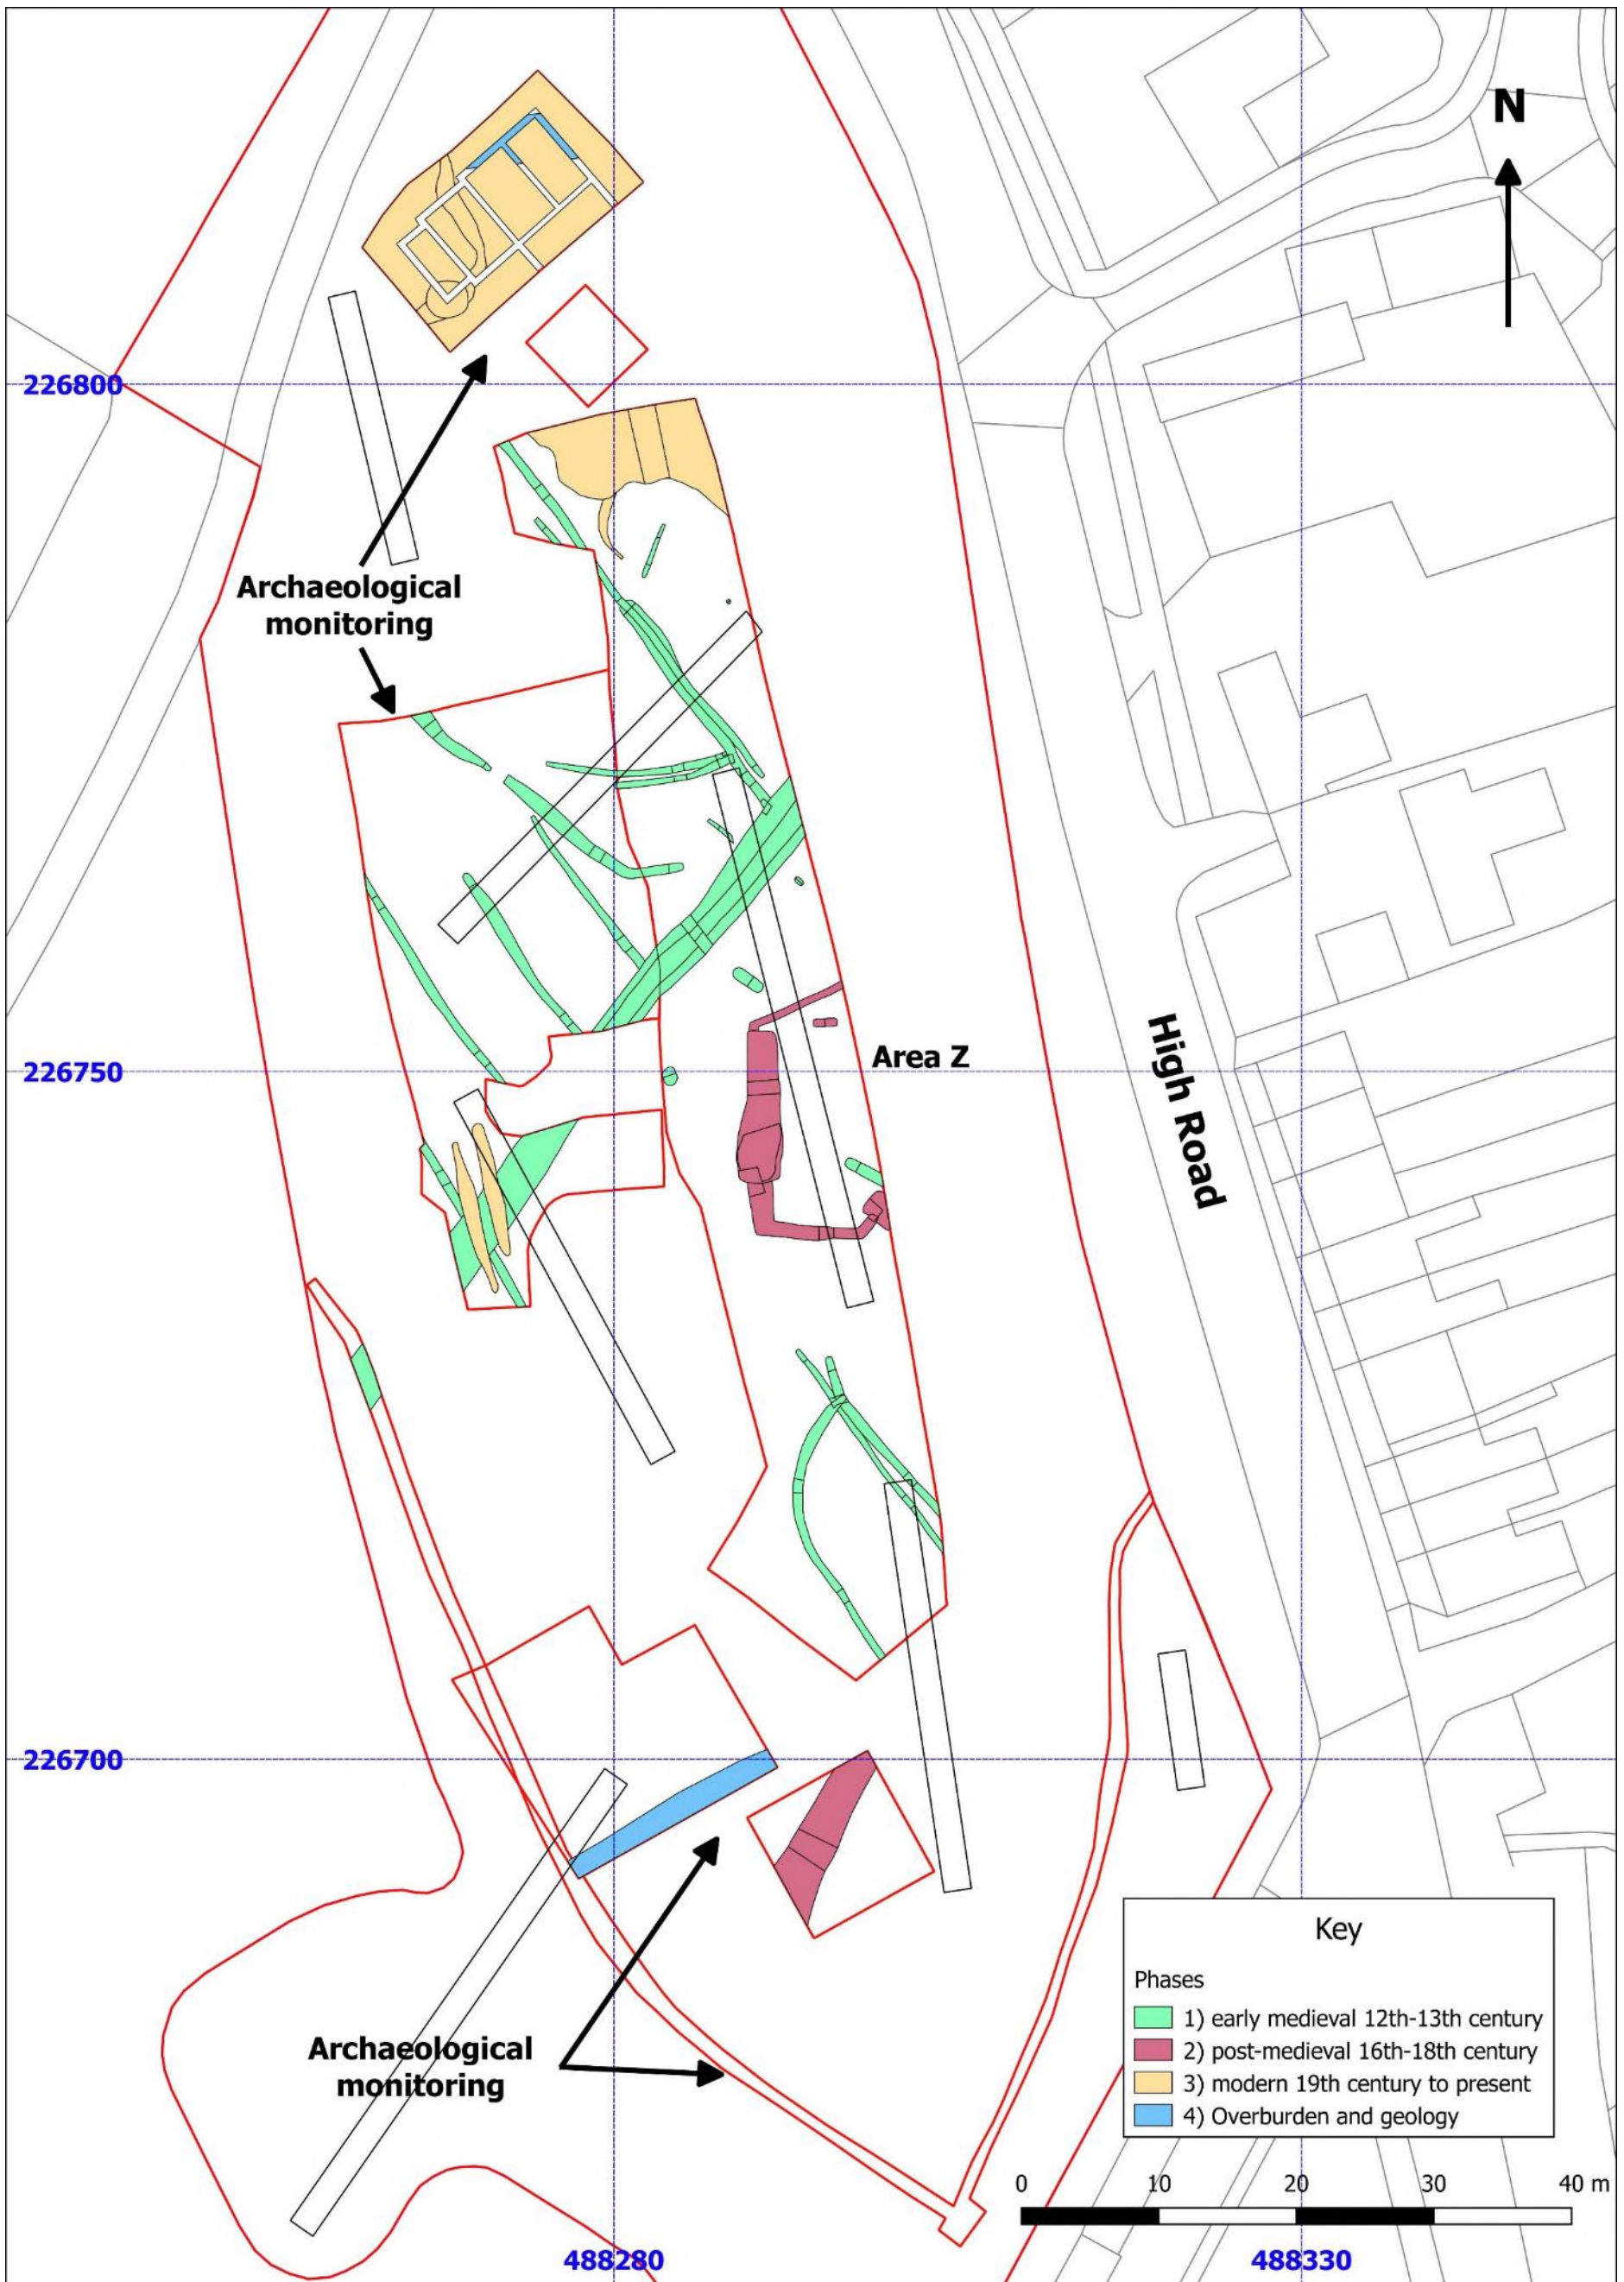 N
226800
Archaeological
monitoring
Area Z
High Road
226750
226700
Archaeological
monitoring
Key
Phases
1) early medieval 12th-13th century
2) post-medieval 16th-18th century
3) modern 19th century to present
4) Overburden and geology
0 10 20 30 40 m
488280 488330